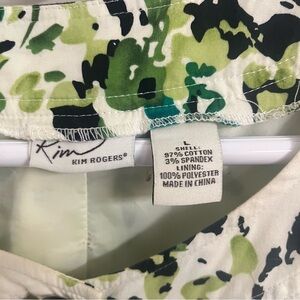 Kim
KIM ROGERS®
L
SHELL:
97% COTTON
3% SPANDEX
LINING:
100% POLYESTER
MADE IN CHINA